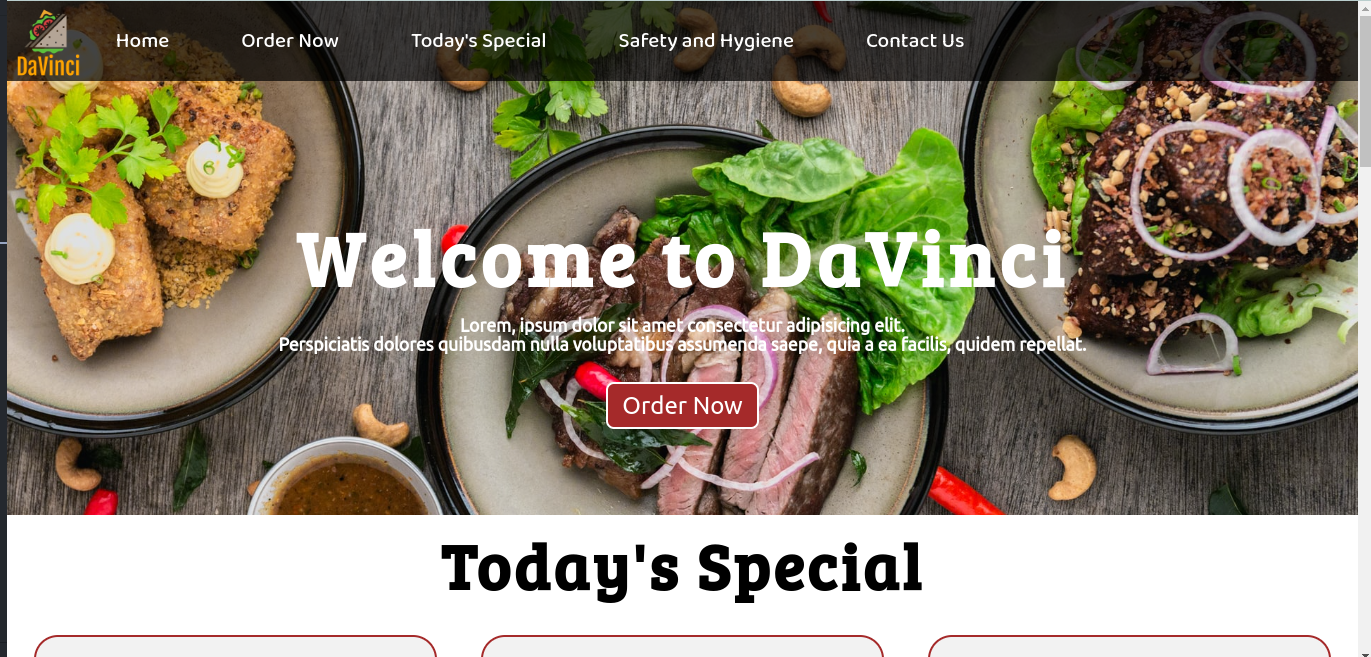 DaVinci
Home Order Now Today's Special Safety and Hygiene Contact Us
Welcome to DaVinci
Lorem, ipsum dolor sit amet consectetur adipisicing elit.
Perspiciatis dolores quibusdam nulla voluptatibus assumenda saepe, quia a ea facilis, quidem repellat.
Order Now
Today's Special